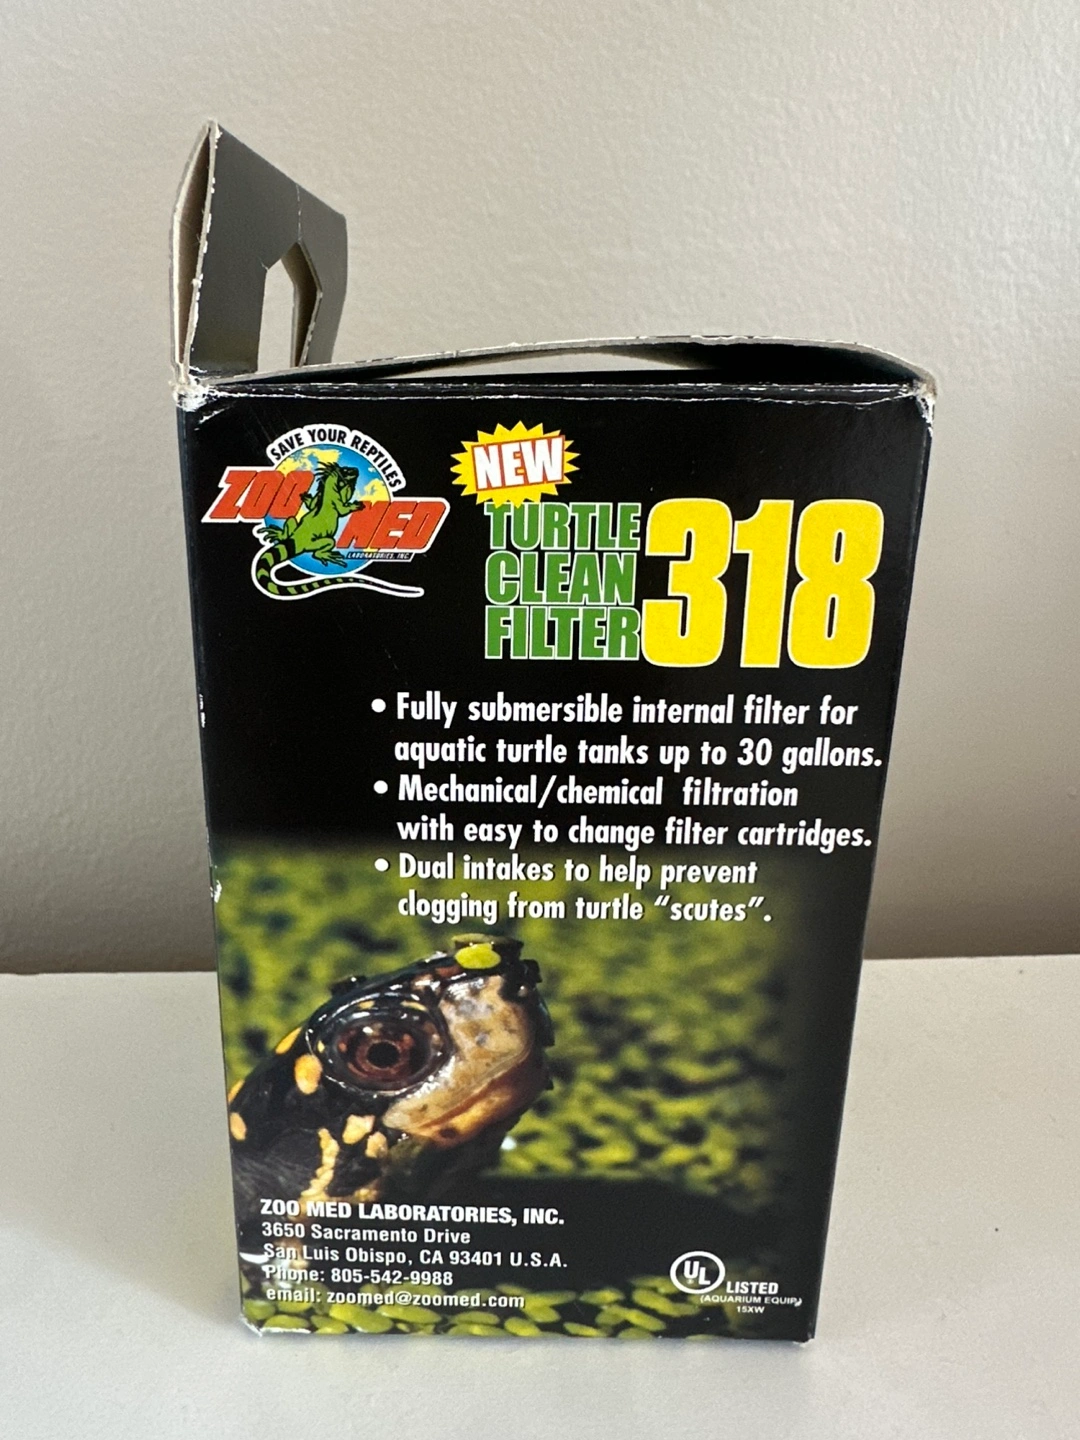 SAVE YOUR REPTILES
ZOO MED
LABORATORIES, INC.
NEW
TURTLE
CLEAN
FILTER
318
• Fully submersible internal filter for
aquatic turtle tanks up to 30 gallons.
• Mechanical/chemical filtration
with easy to change filter cartridges.
• Dual intakes to help prevent
clogging from turtle “scutes”.
ZOO MED LABORATORIES, INC.
3650 Sacramento Drive
San Luis Obispo, CA 93401 U.S.A.
Phone: 805-542-9988
email: zoomed@zoomed.com
UL LISTED
(AQUARIUM EQUIP)
15XW